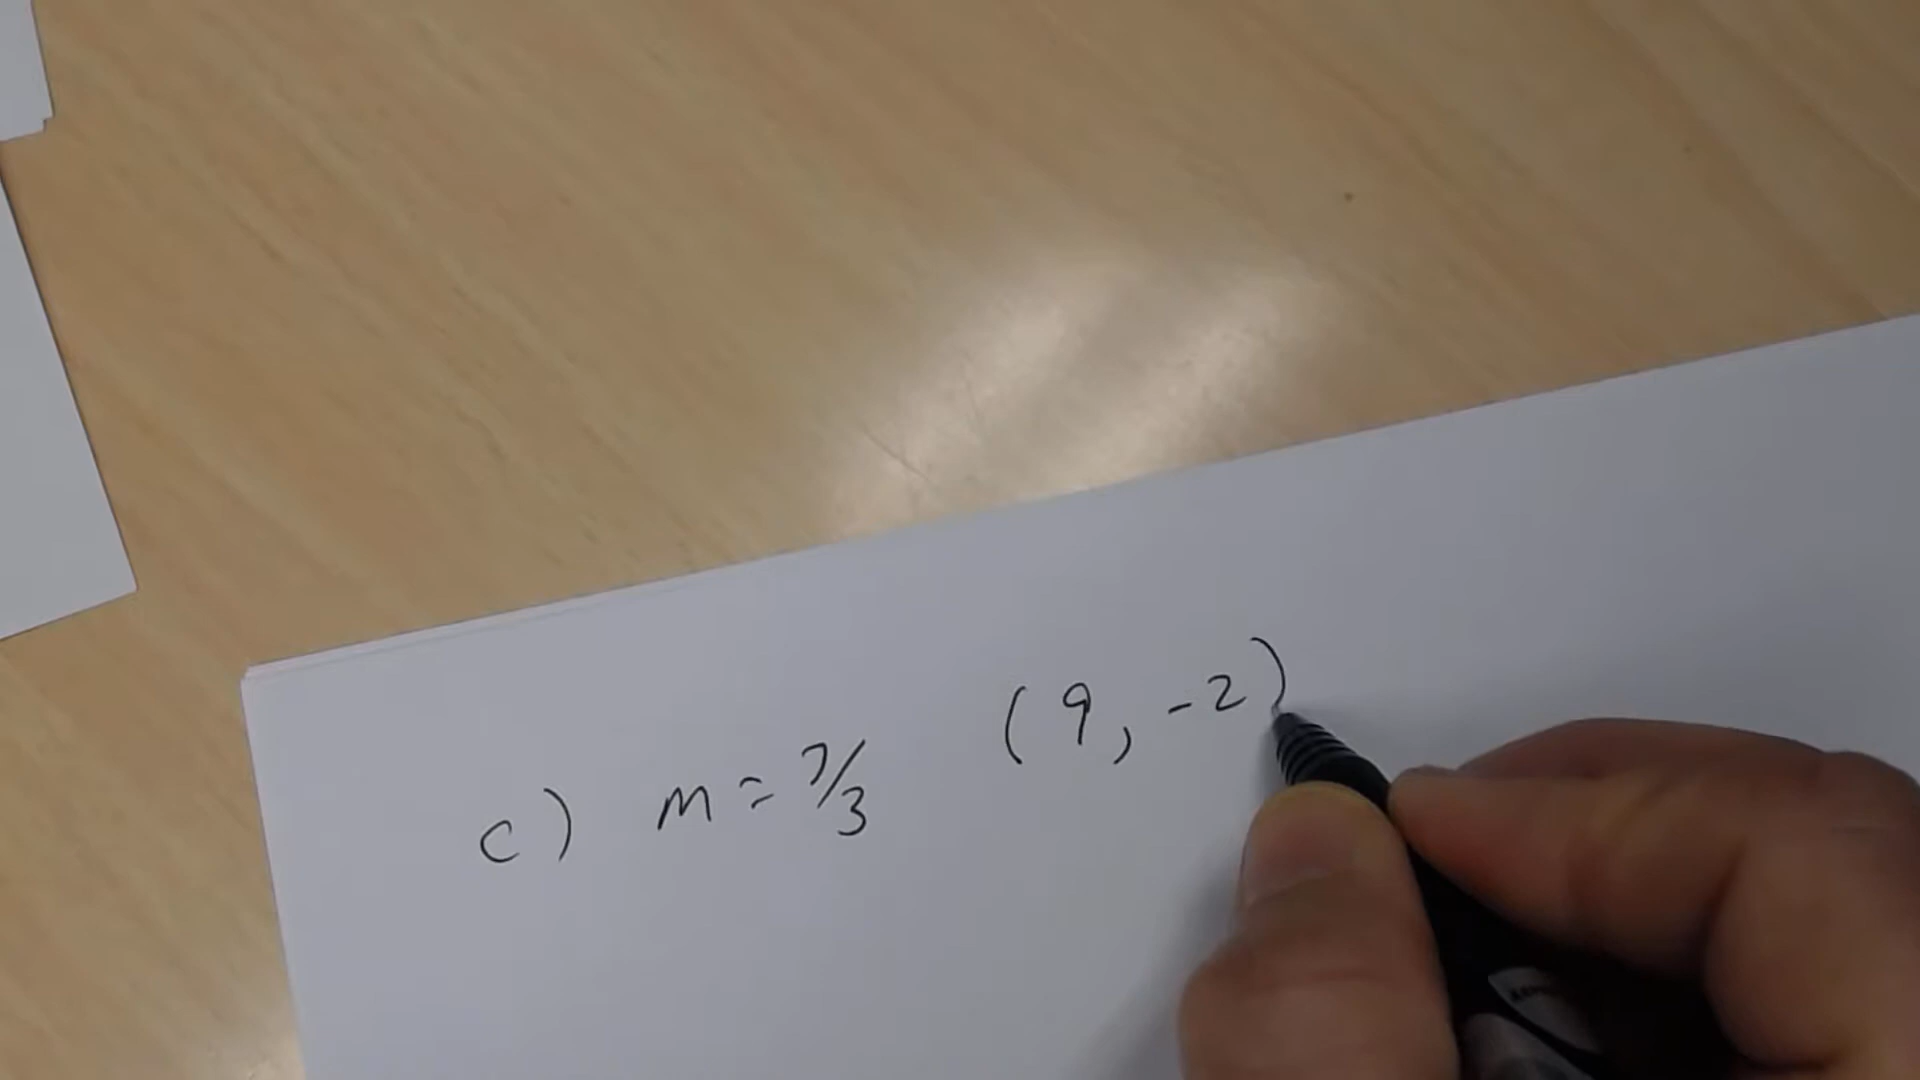 c) m = 7/3 (9, -2)